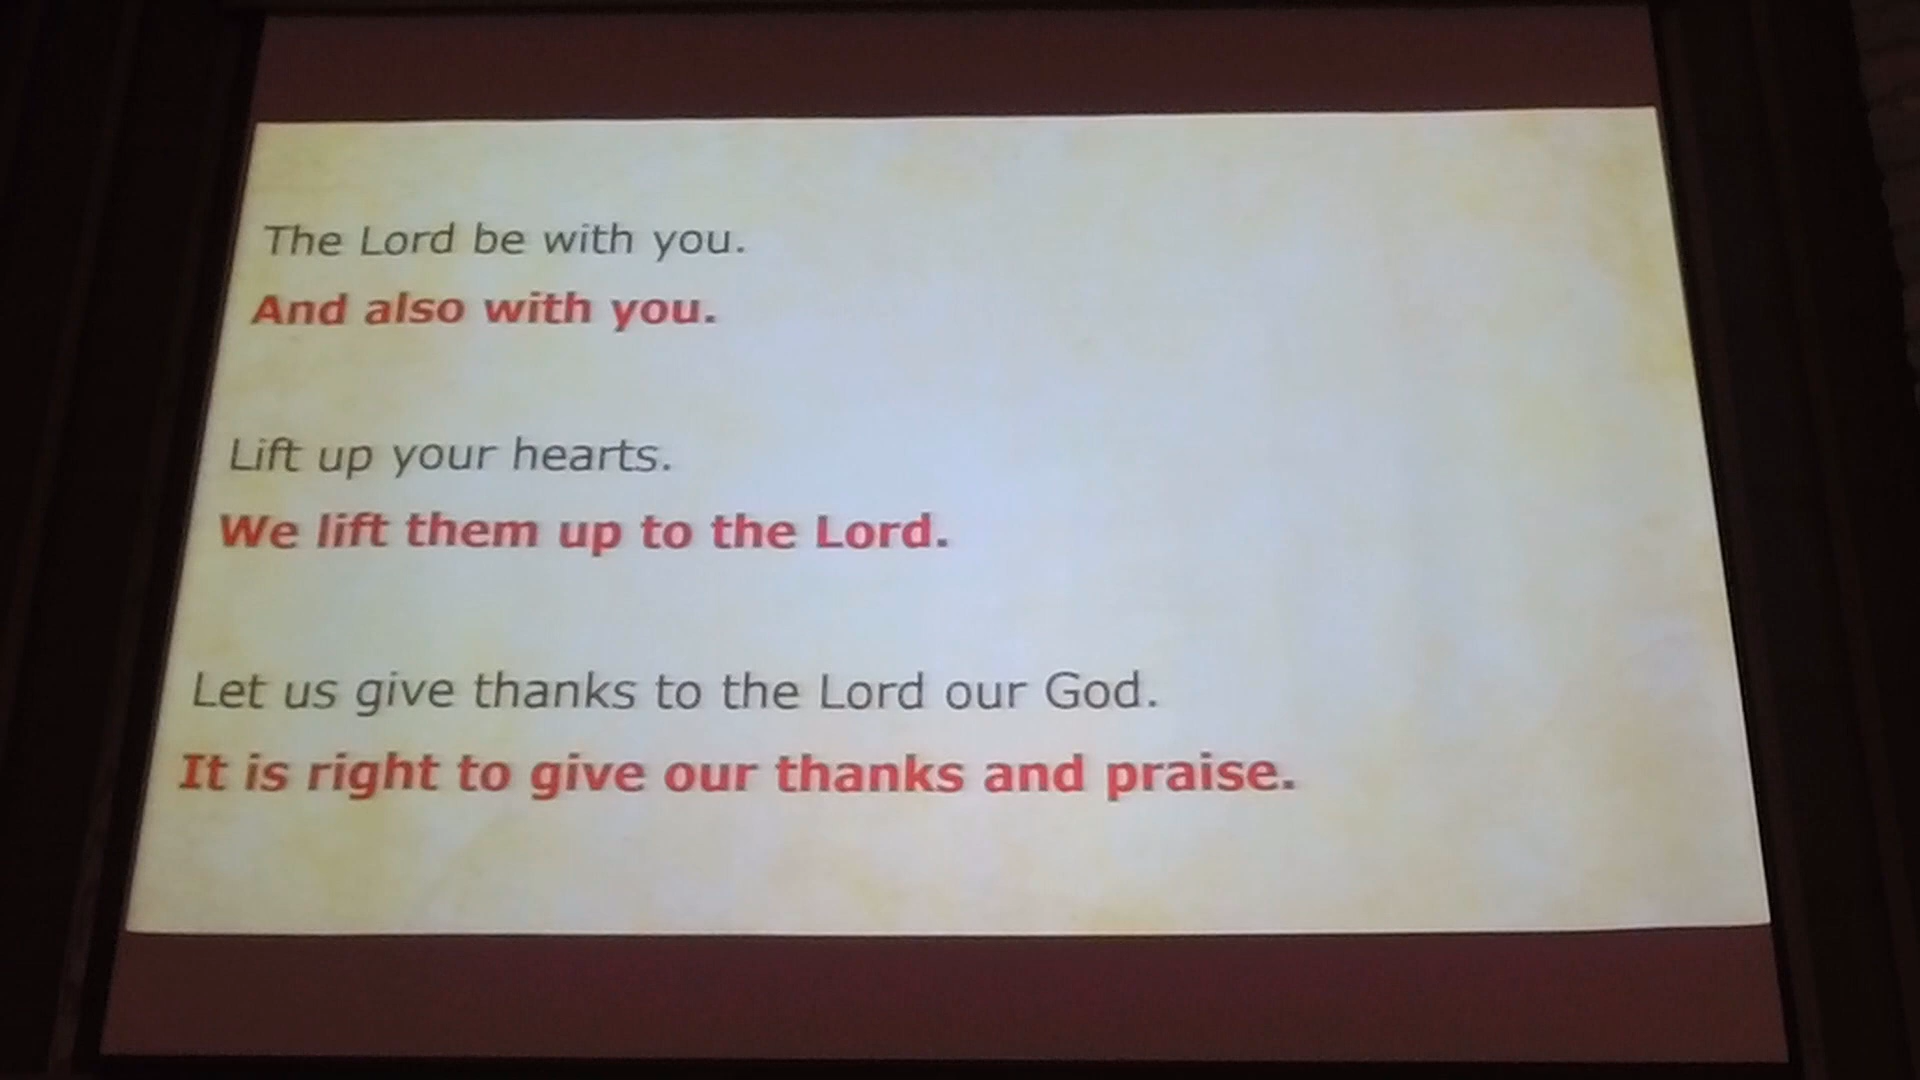 The Lord be with you.
And also with you.
Lift up your hearts.
We lift them up to the Lord.
Let us give thanks to the Lord our God.
It is right to give our thanks and praise.